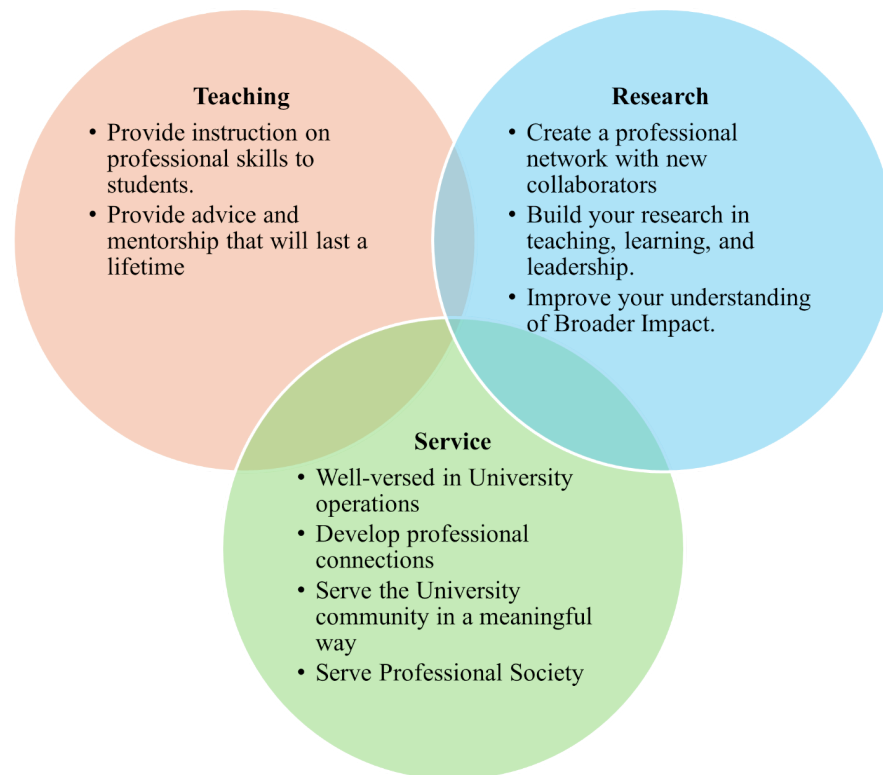 Teaching
• Provide instruction on
professional skills to
students.
• Provide advice and
mentorship that will last a
lifetime
Research
• Create a professional
network with new
collaborators
• Build your research in
teaching, learning, and
leadership.
• Improve your understanding
of Broader Impact.
Service
• Well-versed in University
operations
• Develop professional
connections
• Serve the University
community in a meaningful
way
• Serve Professional Society